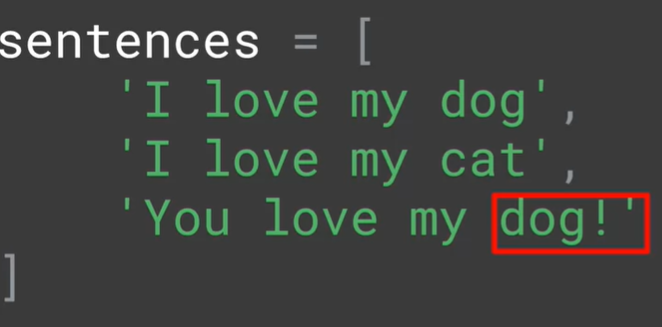 sentences = [
'I love my dog',
'I love my cat',
'You love my dog!'
]